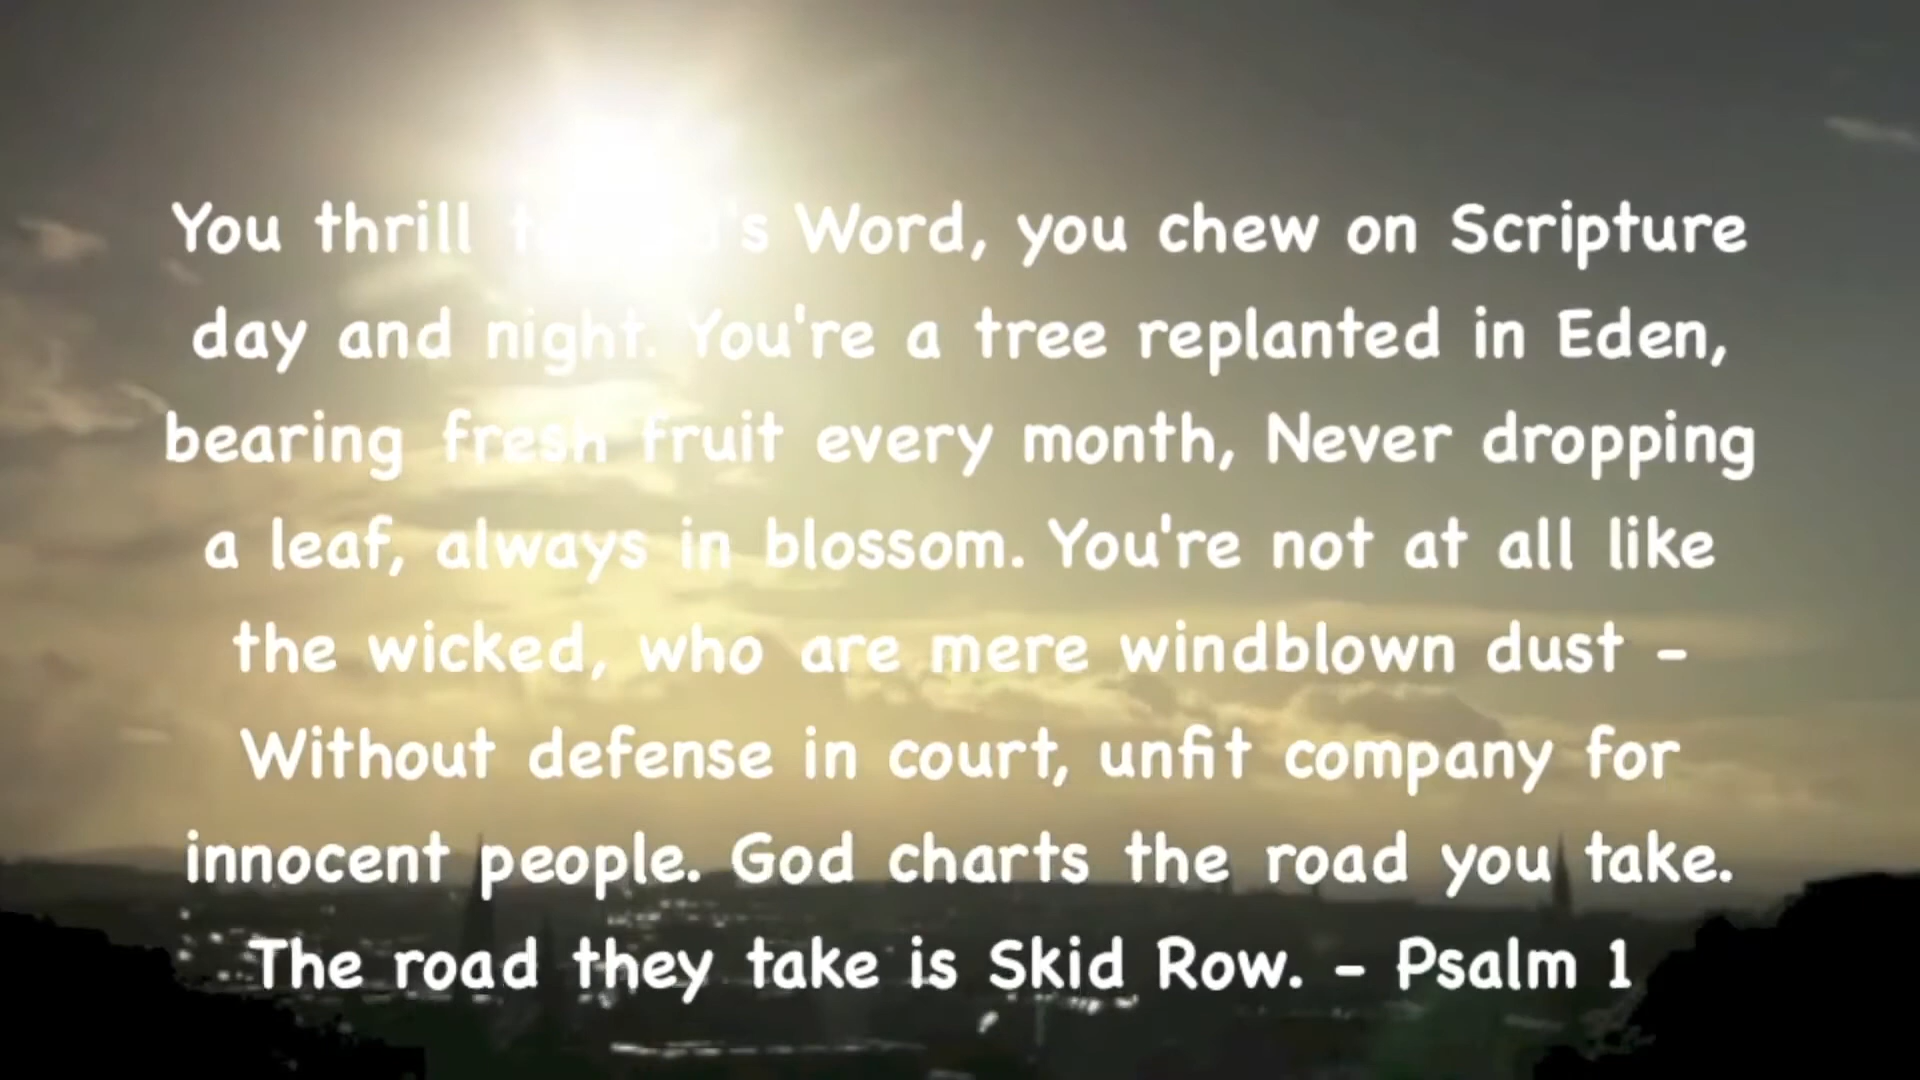 You thrill to God's Word, you chew on Scripture
day and night. You're a tree replanted in Eden,
bearing fresh fruit every month, Never dropping
a leaf, always in blossom. You're not at all like
the wicked, who are mere windblown dust -
Without defense in court, unfit company for
innocent people. God charts the road you take.
The road they take is Skid Row. - Psalm 1